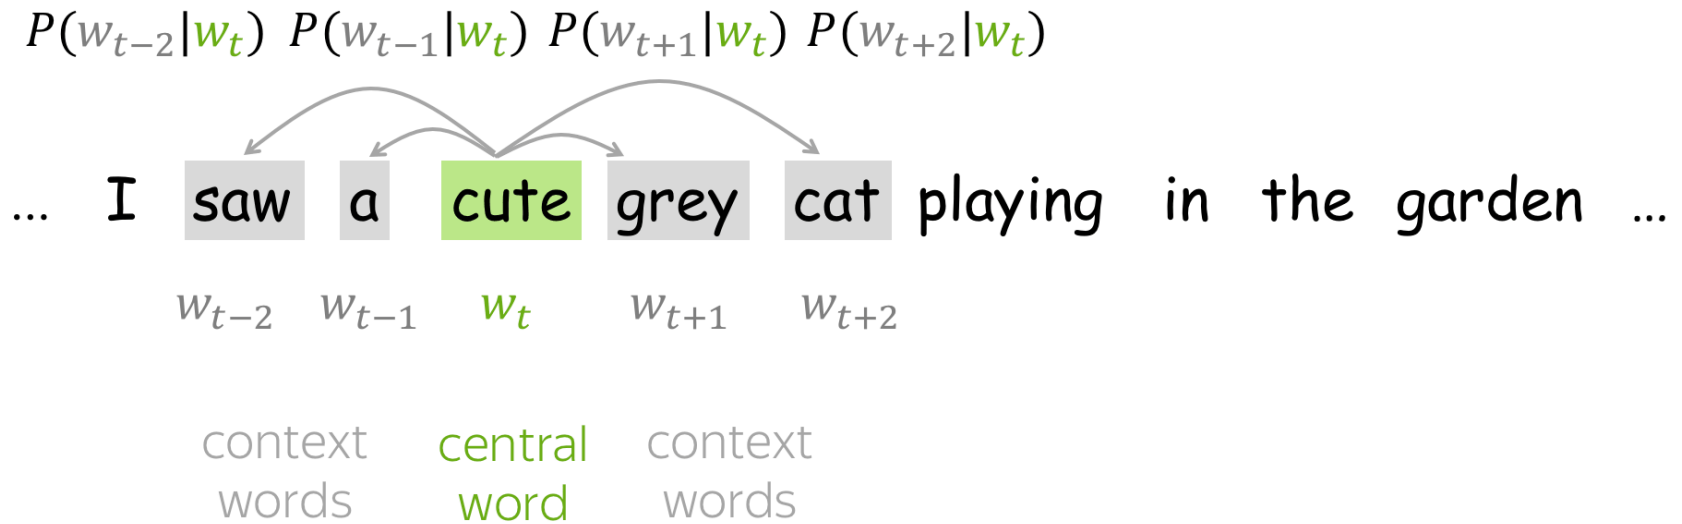 P(w_{t−2}|w_t) P(w_{t−1}|w_t) P(w_{t+1}|w_t) P(w_{t+2}|w_t)
... I saw a cute grey cat playing in the garden ...
w_{t−2} w_{t−1} w_t w_{t+1} w_{t+2}
context central context
words word words